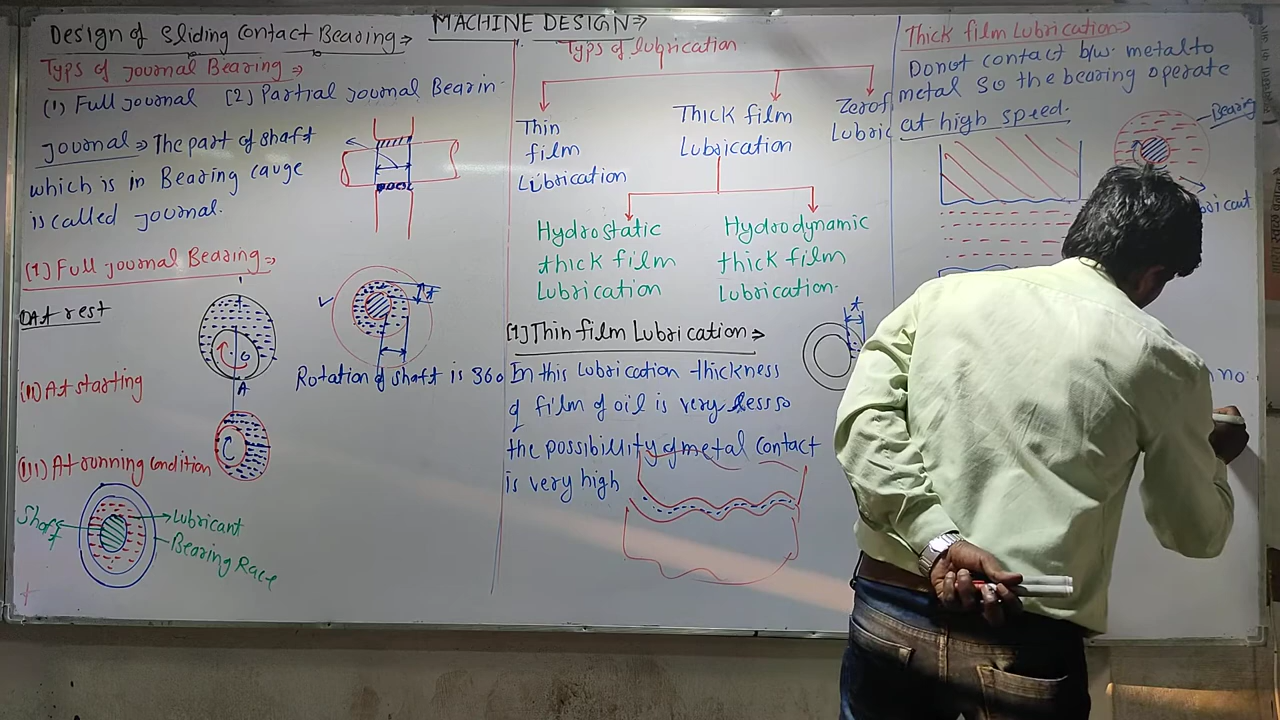 MACHINE DESIGN⇒
Design of Sliding Contact Bearing⇒
Typs of Journal Bearing⇒
(1) Full Journal [2] Partial Journal Bearin
Journal⇒ The part of shaft
which is in Bearing cauge
is called journal.
[1] Full Journal Bearing⇒
(I) At rest
G
A
(II) At starting
(III) At running condition
t
Rotation of shaft is 360
Shaft
Lubricant
Bearing Race
Types of lubrication
Thin
film
Lubrication
Thick film
Lubrication
Zero f
Lubric
Hydrostatic
thick film
Lubrication
Hydrodynamic
thick film
Lubrication.
[1] Thin film Lubrication⇒
t
In this Lubrication thickness
of film of oil is very less so
the possibility of metal contact
is very high
Thick film Lubrication⇒
Do not contact b/w. metal to
metal so the bearing operate
at high speed.
Bearing
bricant
no.